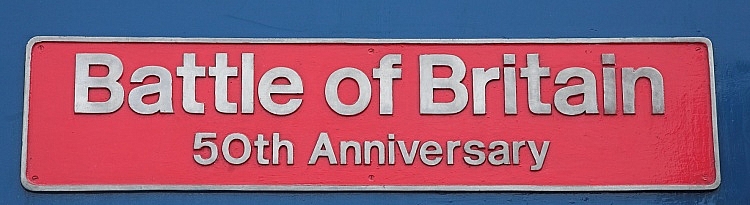 Battle of Britain
50th Anniversary